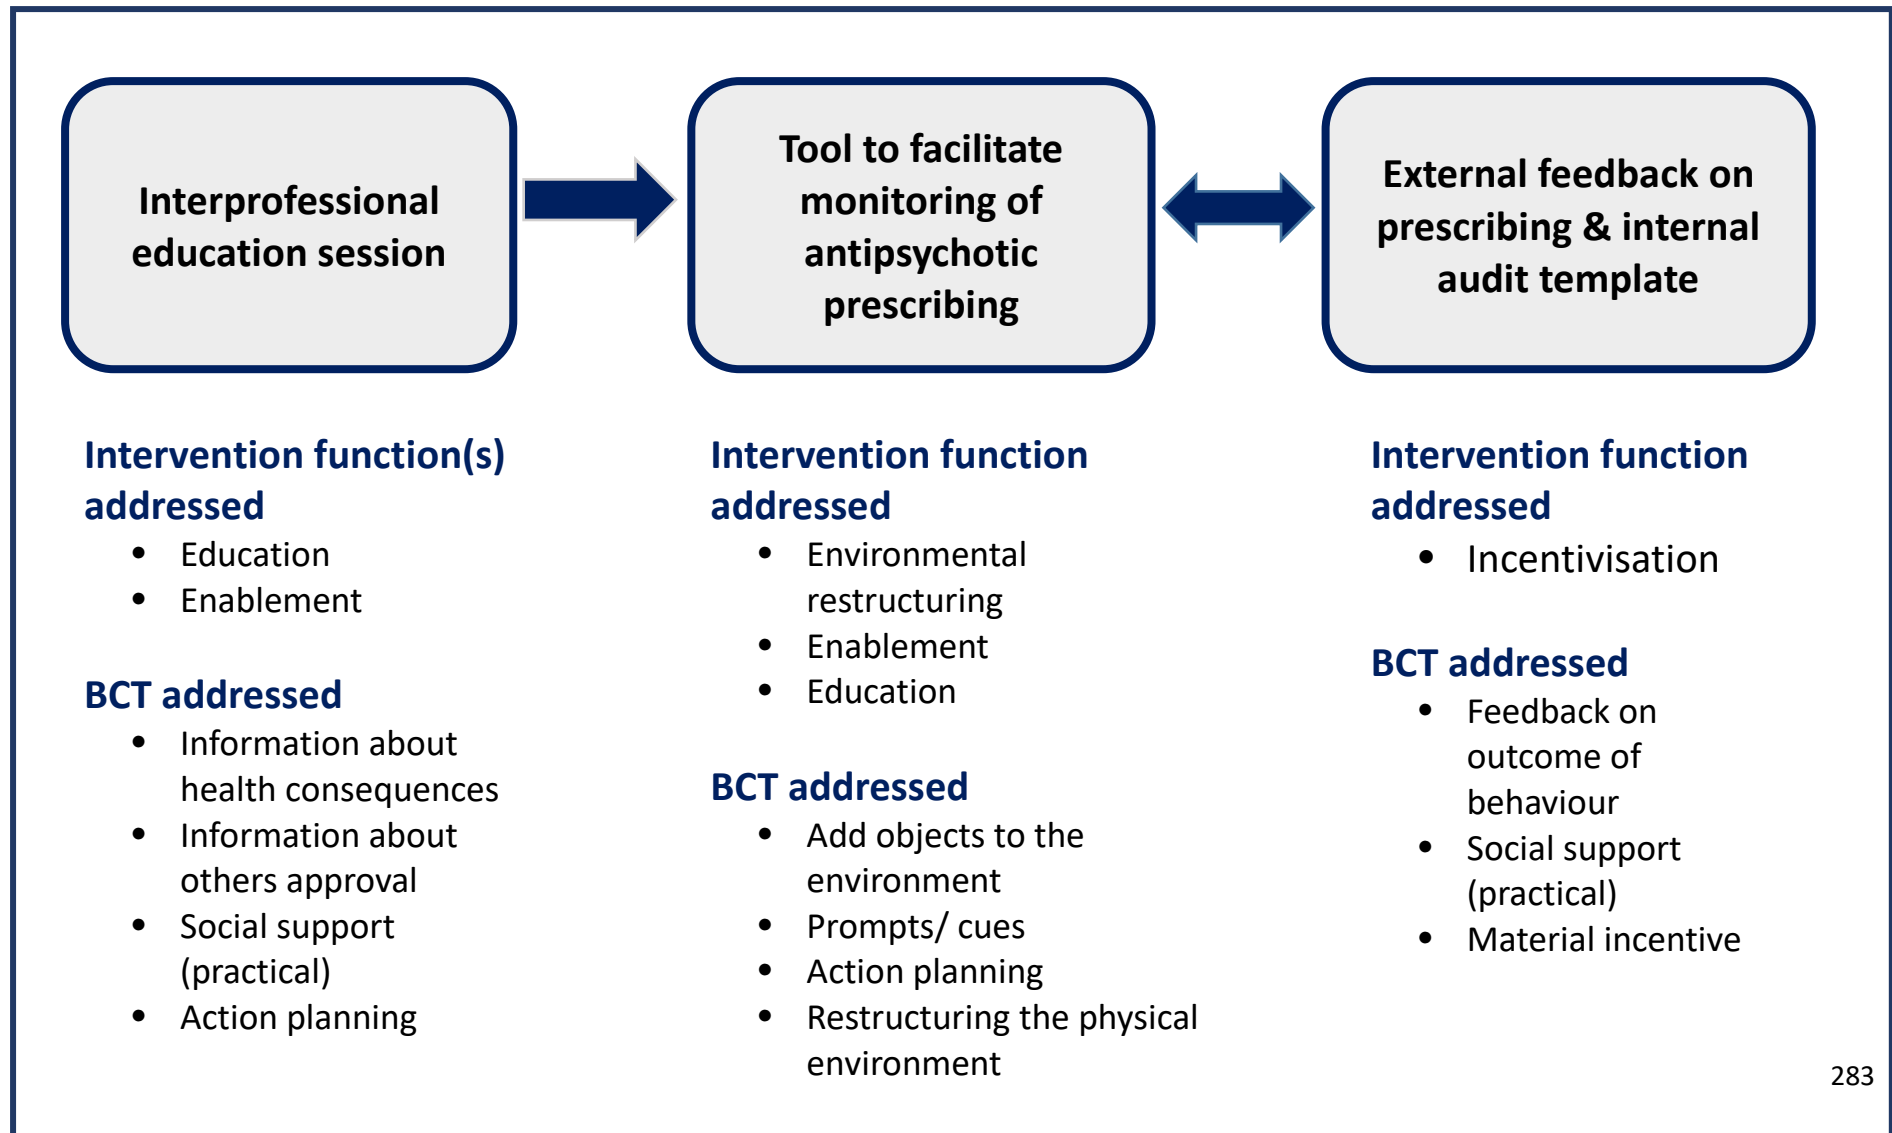 Interprofessional
education session
Tool to facilitate
monitoring of
antipsychotic
prescribing
External feedback on
prescribing & internal
audit template
Intervention function(s)
addressed
• Education
• Enablement
BCT addressed
• Information about
health consequences
• Information about
others approval
• Social support
(practical)
• Action planning
Intervention function
addressed
• Environmental
restructuring
• Enablement
• Education
BCT addressed
• Add objects to the
environment
• Prompts/ cues
• Action planning
• Restructuring the physical
environment
Intervention function
addressed
• Incentivisation
BCT addressed
• Feedback on
outcome of
behaviour
• Social support
(practical)
• Material incentive
283